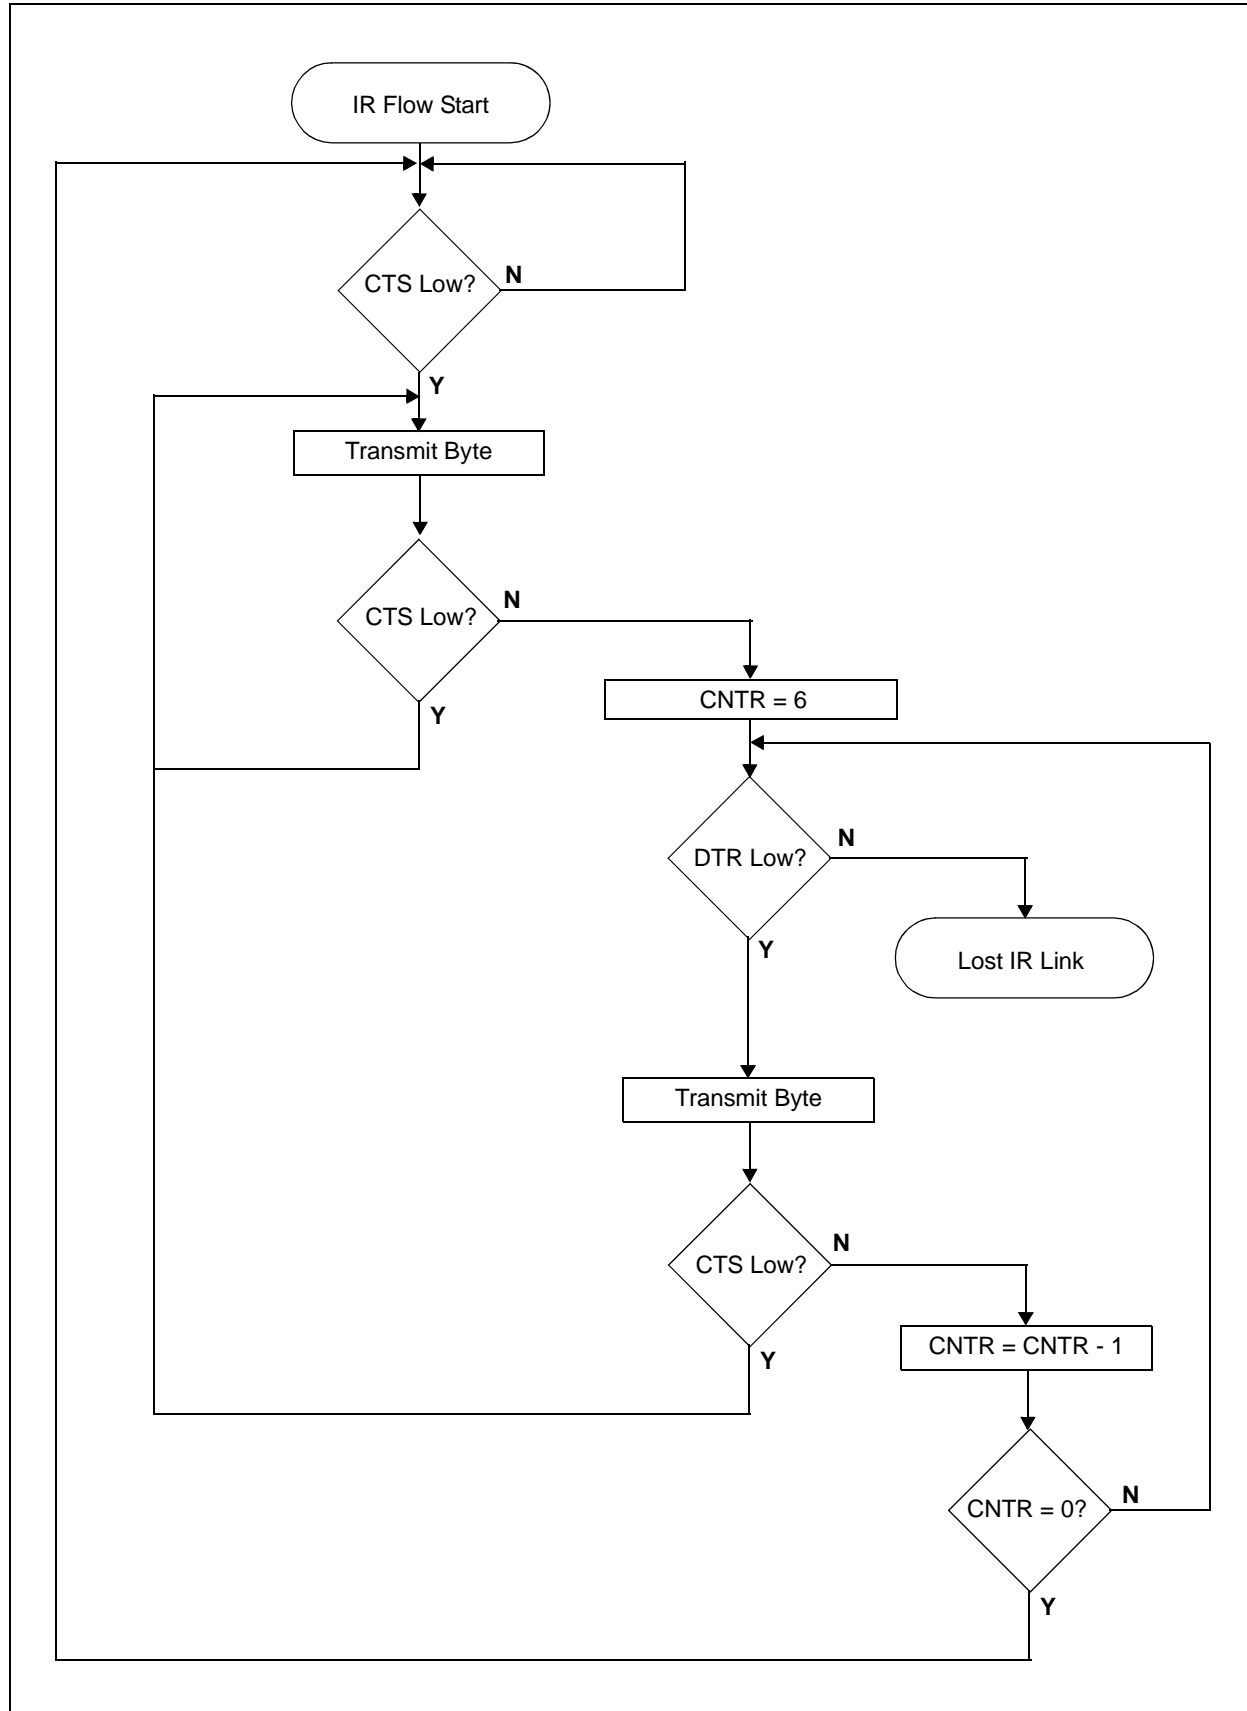 IR Flow Start
CTS Low?
N
Y
Transmit Byte
CTS Low?
N
Y
CNTR = 6
DTR Low?
N
Y
Lost IR Link
Transmit Byte
CTS Low?
N
Y
CNTR = CNTR - 1
CNTR = 0?
N
Y